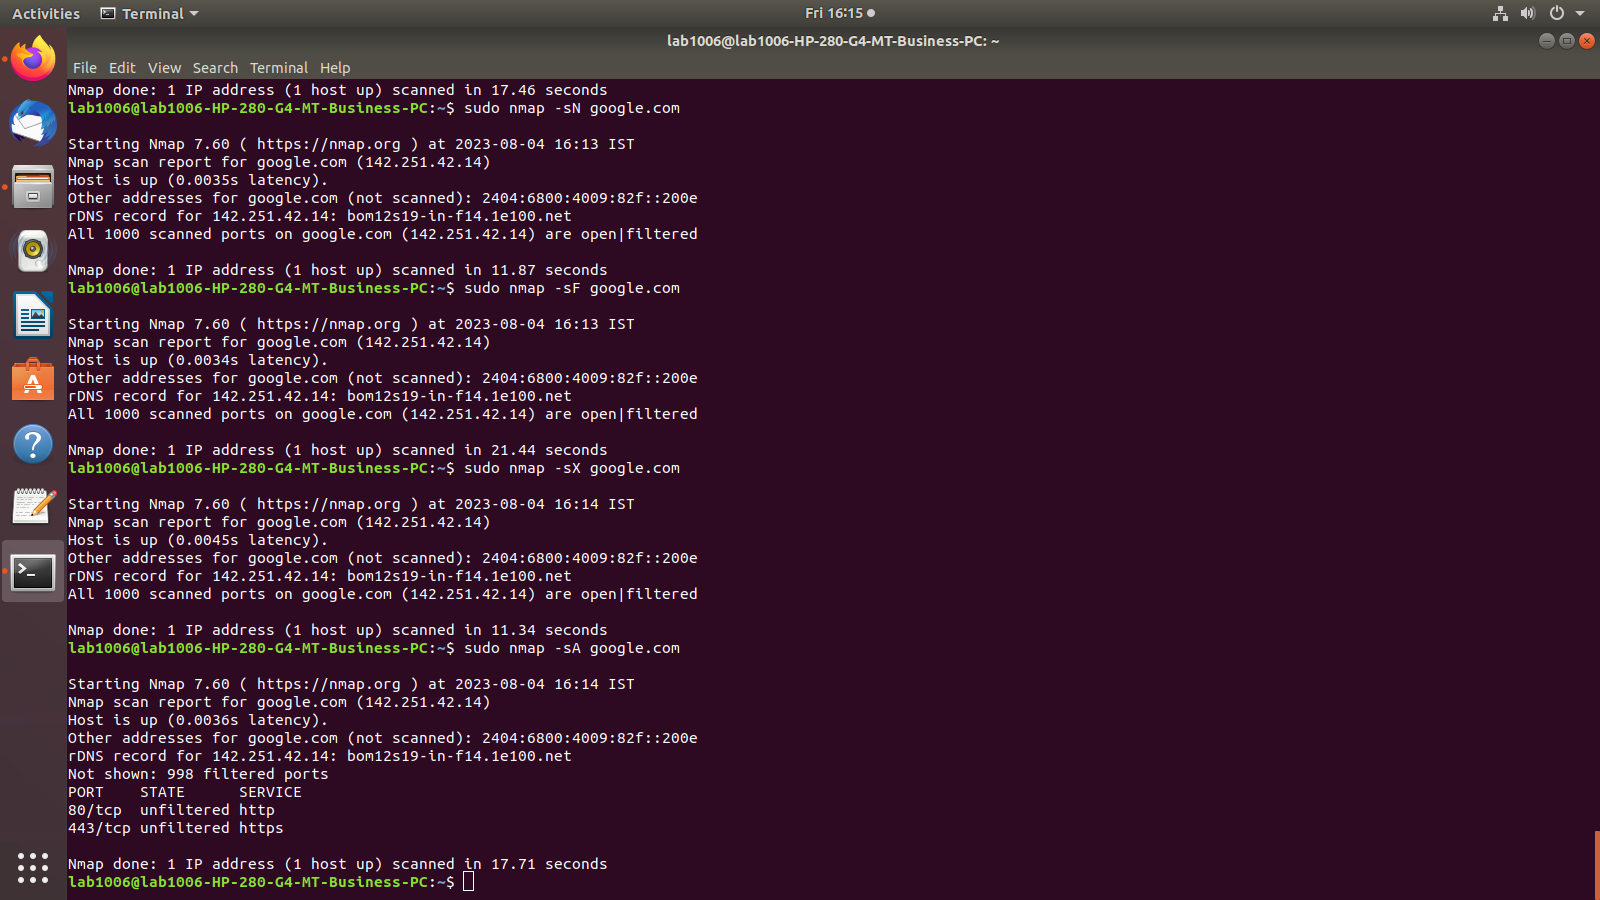 Activities
Terminal
Fri 16:15
lab1006@lab1006-HP-280-G4-MT-Business-PC: ~
File Edit View Search Terminal Help
Nmap done: 1 IP address (1 host up) scanned in 17.46 seconds
lab1006@lab1006-HP-280-G4-MT-Business-PC:~$ sudo nmap -sN google.com
Starting Nmap 7.60 ( https://nmap.org ) at 2023-08-04 16:13 IST
Nmap scan report for google.com (142.251.42.14)
Host is up (0.0035s latency).
Other addresses for google.com (not scanned): 2404:6800:4009:82f::200e
rDNS record for 142.251.42.14: bom12s19-in-f14.1e100.net
All 1000 scanned ports on google.com (142.251.42.14) are open|filtered
Nmap done: 1 IP address (1 host up) scanned in 11.87 seconds
lab1006@lab1006-HP-280-G4-MT-Business-PC:~$ sudo nmap -sF google.com
Starting Nmap 7.60 ( https://nmap.org ) at 2023-08-04 16:13 IST
Nmap scan report for google.com (142.251.42.14)
Host is up (0.0034s latency).
Other addresses for google.com (not scanned): 2404:6800:4009:82f::200e
rDNS record for 142.251.42.14: bom12s19-in-f14.1e100.net
All 1000 scanned ports on google.com (142.251.42.14) are open|filtered
Nmap done: 1 IP address (1 host up) scanned in 21.44 seconds
lab1006@lab1006-HP-280-G4-MT-Business-PC:~$ sudo nmap -sX google.com
Starting Nmap 7.60 ( https://nmap.org ) at 2023-08-04 16:14 IST
Nmap scan report for google.com (142.251.42.14)
Host is up (0.0045s latency).
Other addresses for google.com (not scanned): 2404:6800:4009:82f::200e
rDNS record for 142.251.42.14: bom12s19-in-f14.1e100.net
All 1000 scanned ports on google.com (142.251.42.14) are open|filtered
Nmap done: 1 IP address (1 host up) scanned in 11.34 seconds
lab1006@lab1006-HP-280-G4-MT-Business-PC:~$ sudo nmap -sA google.com
Starting Nmap 7.60 ( https://nmap.org ) at 2023-08-04 16:14 IST
Nmap scan report for google.com (142.251.42.14)
Host is up (0.0036s latency).
Other addresses for google.com (not scanned): 2404:6800:4009:82f::200e
rDNS record for 142.251.42.14: bom12s19-in-f14.1e100.net
Not shown: 998 filtered ports
PORT STATE SERVICE
80/tcp unfiltered http
443/tcp unfiltered https
Nmap done: 1 IP address (1 host up) scanned in 17.71 seconds
lab1006@lab1006-HP-280-G4-MT-Business-PC:~$